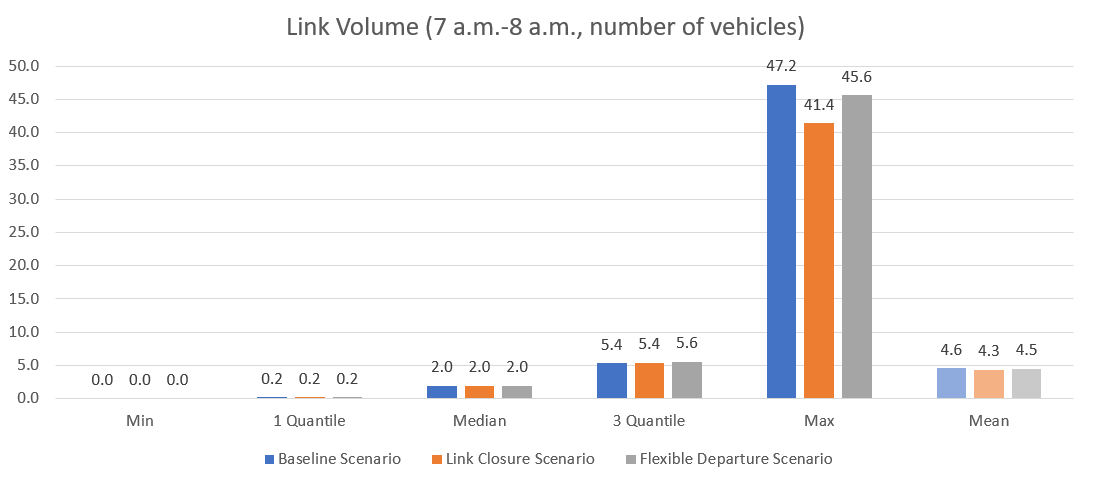 Link Volume (7 a.m.-8 a.m., number of vehicles)
50.0
45.0
40.0
35.0
30.0
25.0
20.0
15.0
10.0
5.0
0.0
0.0 0.0 0.0
0.2 0.2 0.2
2.0 2.0 2.0
5.4 5.4 5.6
47.2 41.4 45.6
4.6 4.3 4.5
Min 1 Quantile Median 3 Quantile Max Mean
Baseline Scenario Link Closure Scenario Flexible Departure Scenario